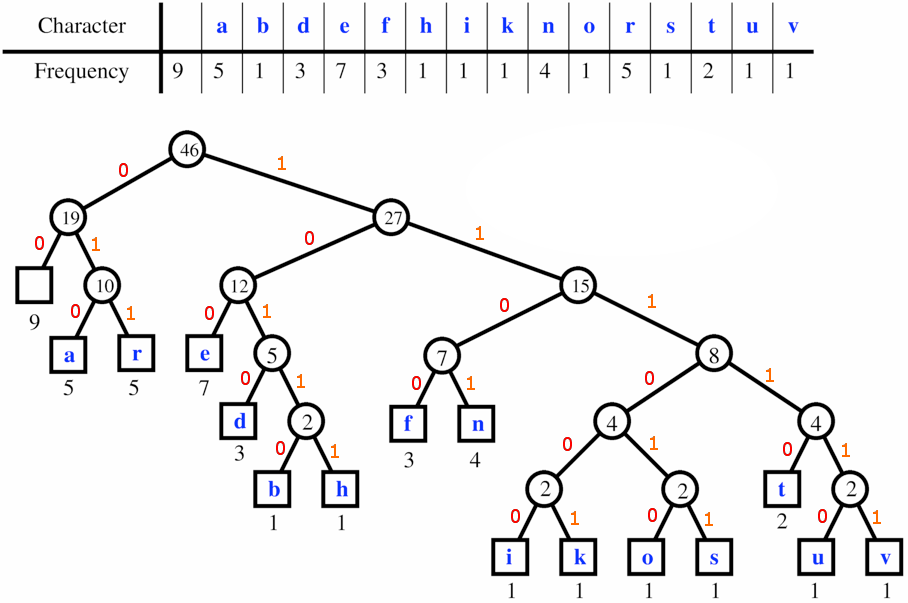 Character a b d e f h i k n o r s t u v
Frequency 9 5 1 3 7 3 1 1 1 4 1 5 1 2 1 1
46
0 1
19 27
0 1 0 1
10 12 15
9 0 1 0 1 0 1
a r e 5 7 8
5 5 7 0 1 0 1 0 1
d 2 f n 4 4
3 0 1 3 4 0 1 0 1
b h 2 2 t 2
1 1 0 1 0 1 2 0 1
i k o s u v
1 1 1 1 1 1